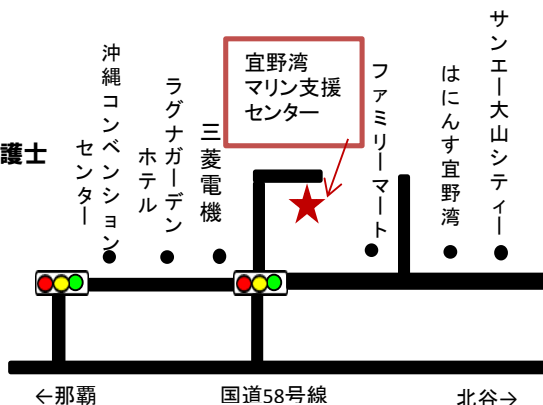 護士
沖縄コンベンション
センター
ラグナガーデン
ホテル
三菱電機
宜野湾
マリン支援
センター
ファミリーマート
はにんす宜野湾
サンエー大山シティー
←那覇
国道58号線
北谷→